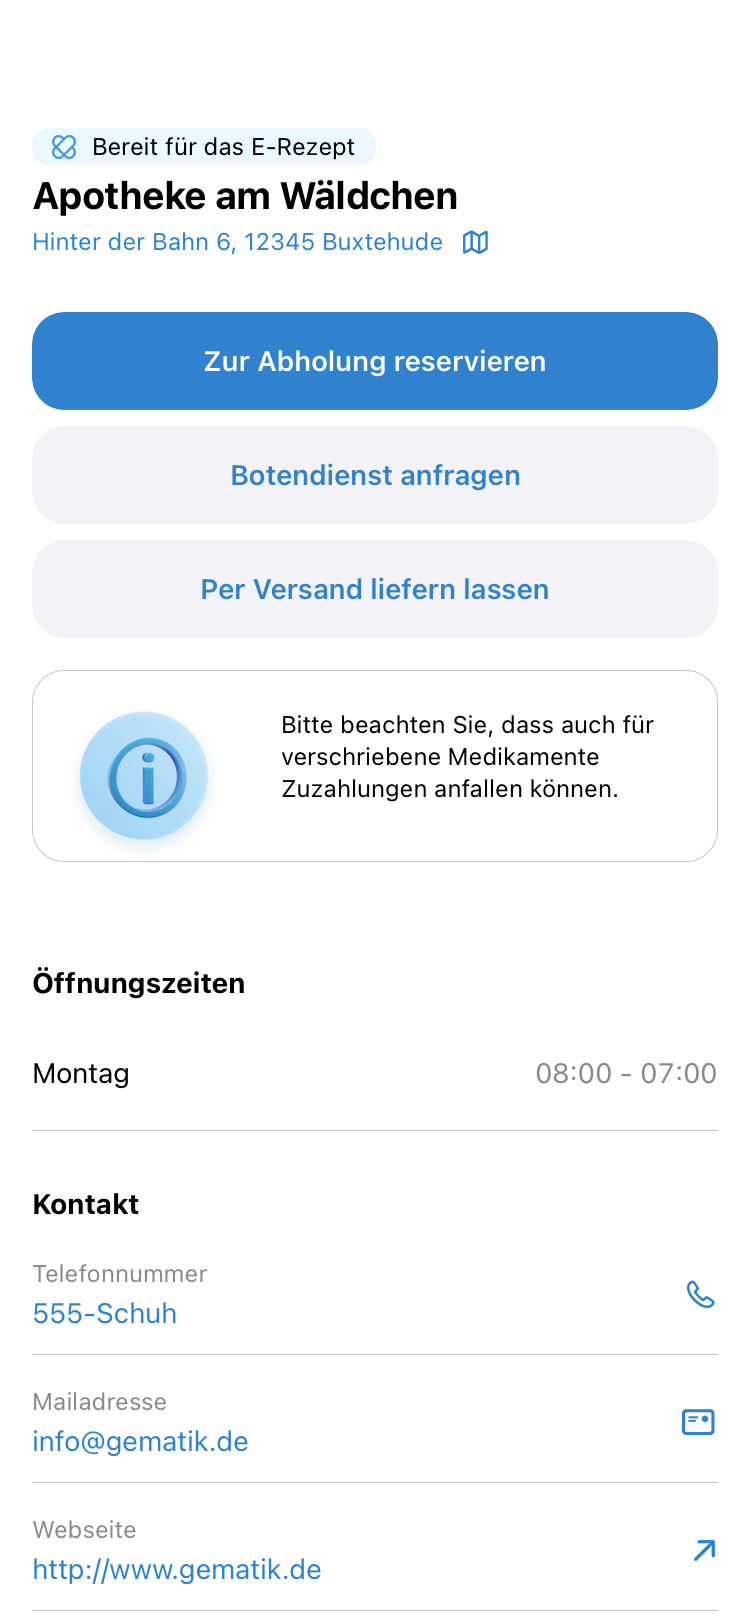 Bereit für das E-Rezept
Apotheke am Wäldchen
Hinter der Bahn 6, 12345 Buxtehude
Zur Abholung reservieren
Botendienst anfragen
Per Versand liefern lassen
Bitte beachten Sie, dass auch für
verschriebene Medikamente
Zuzahlungen anfallen können.
Öffnungszeiten
Montag 08:00 - 07:00
Kontakt
Telefonnummer
555-Schuh
Mailadresse
info@gematik.de
Webseite
http://www.gematik.de